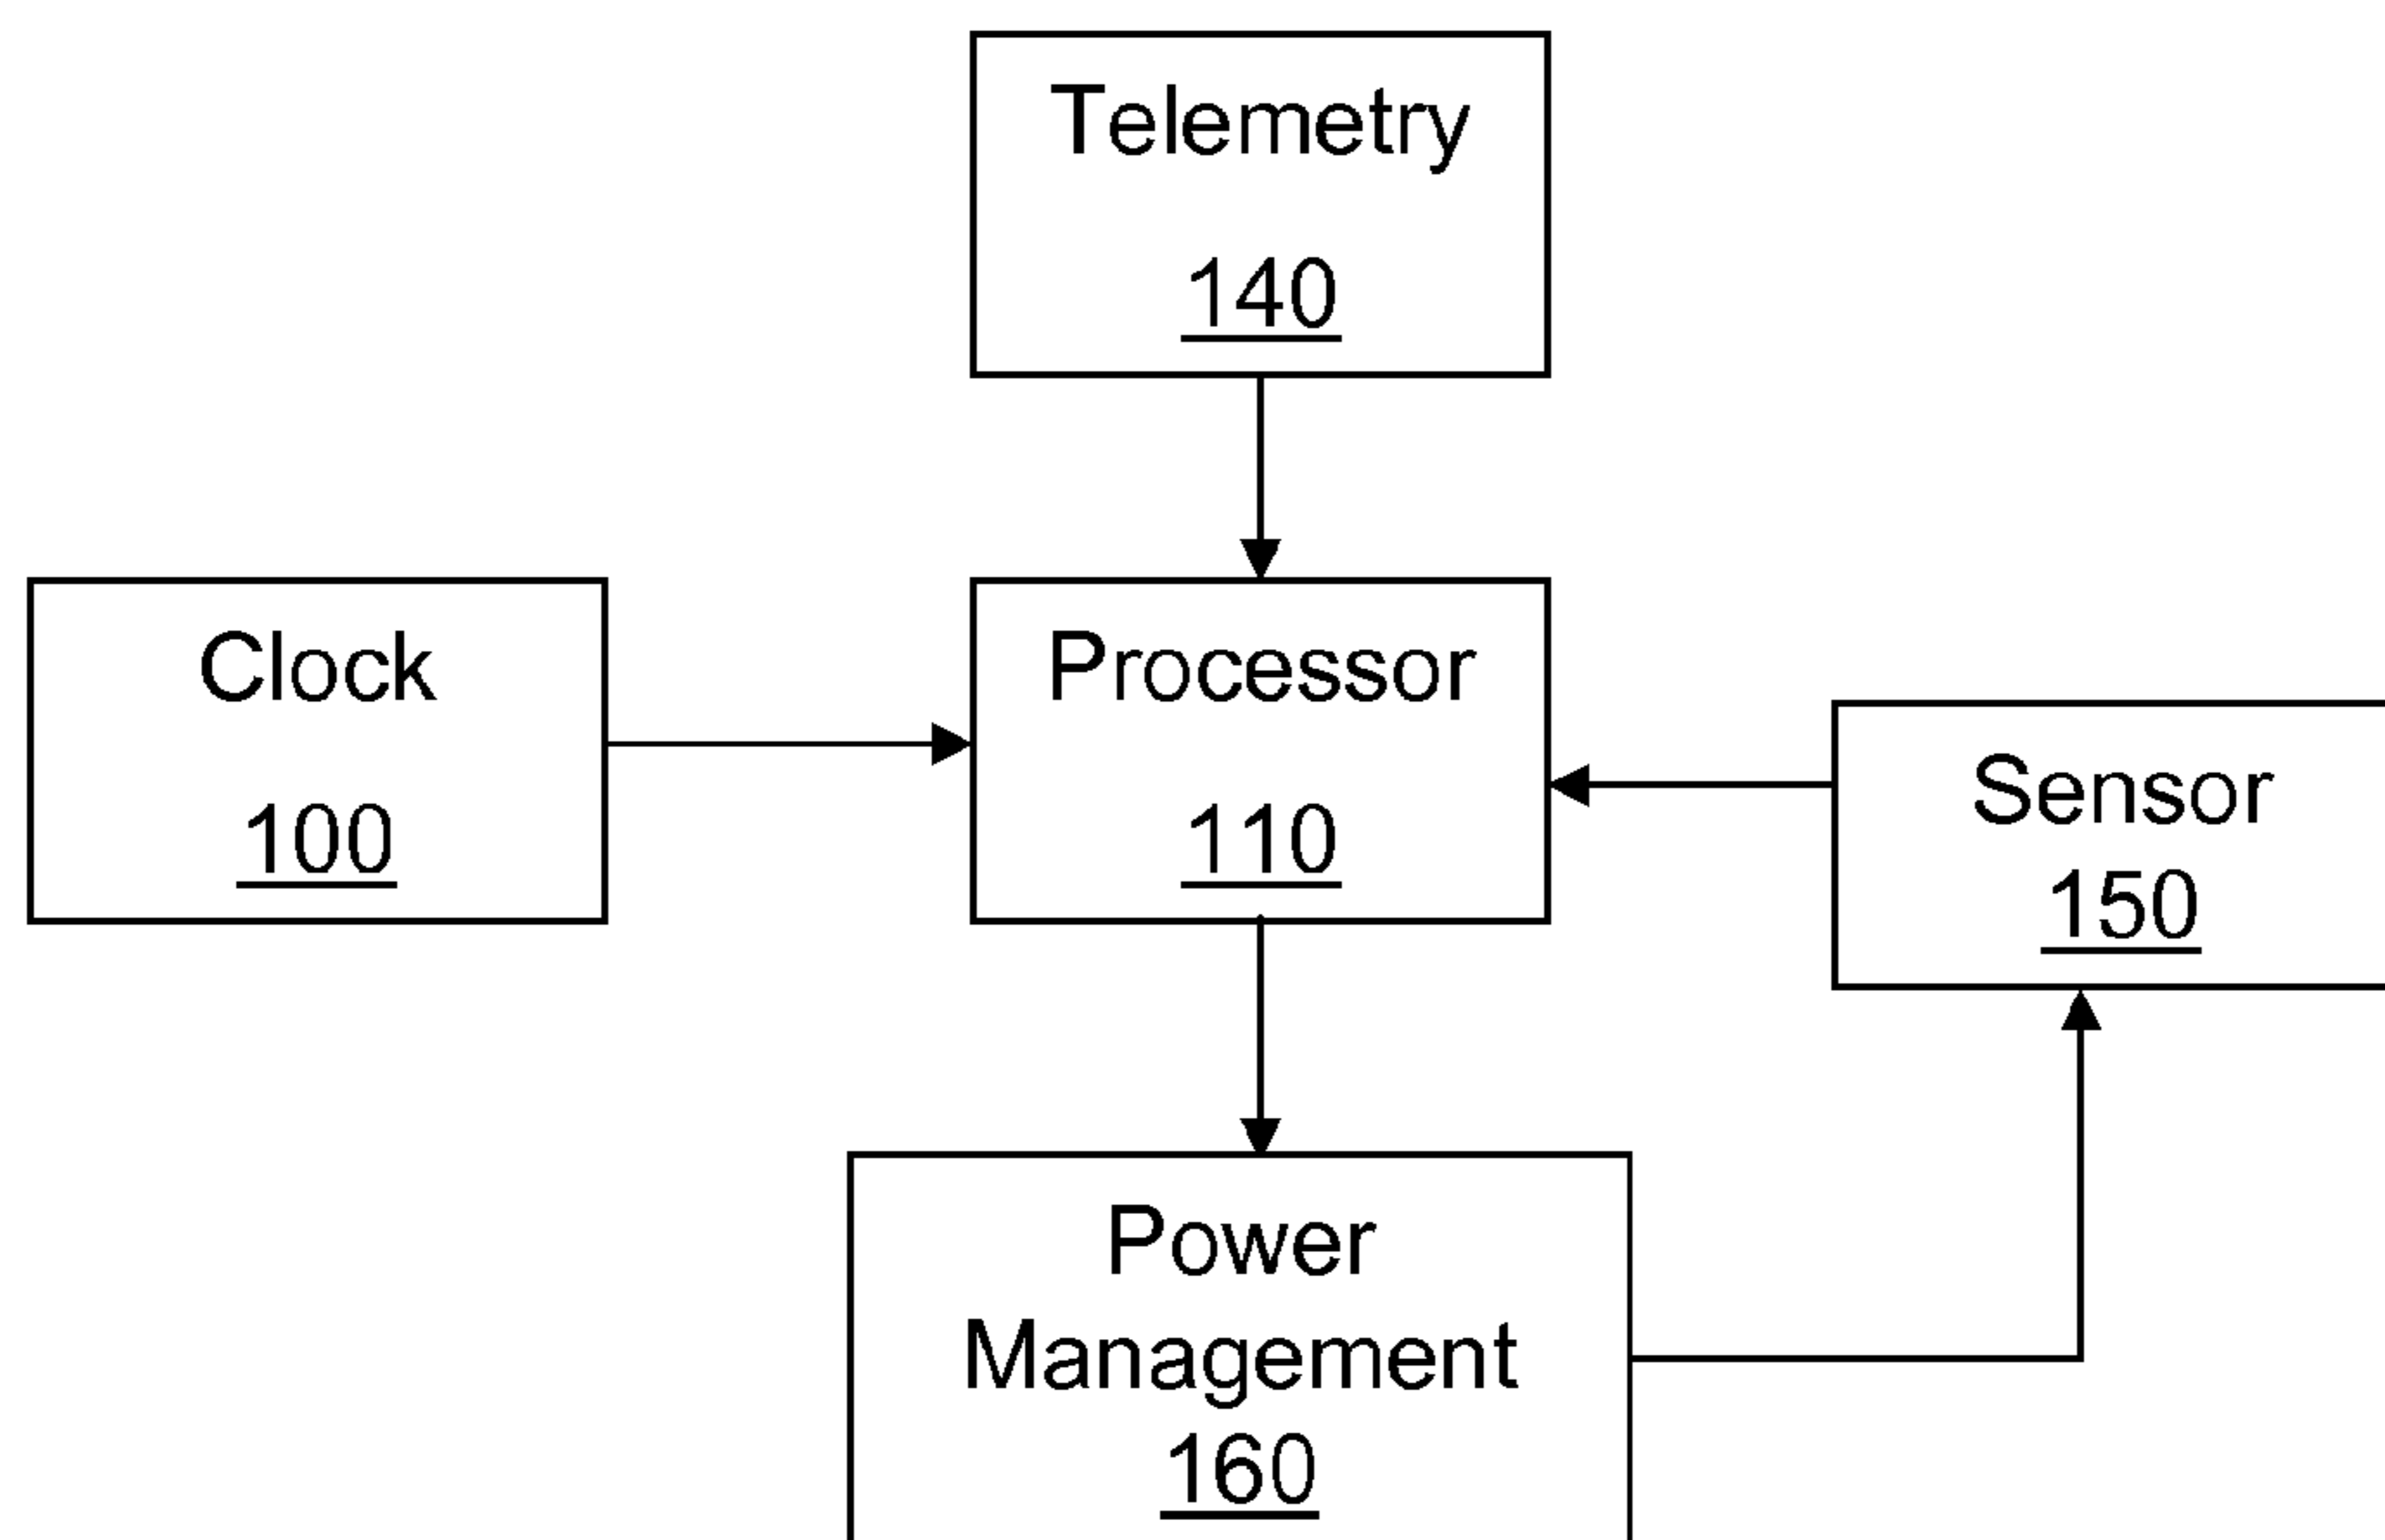 Telemetry
140
Clock
100
Processor
110
Sensor
150
Power
Management
160